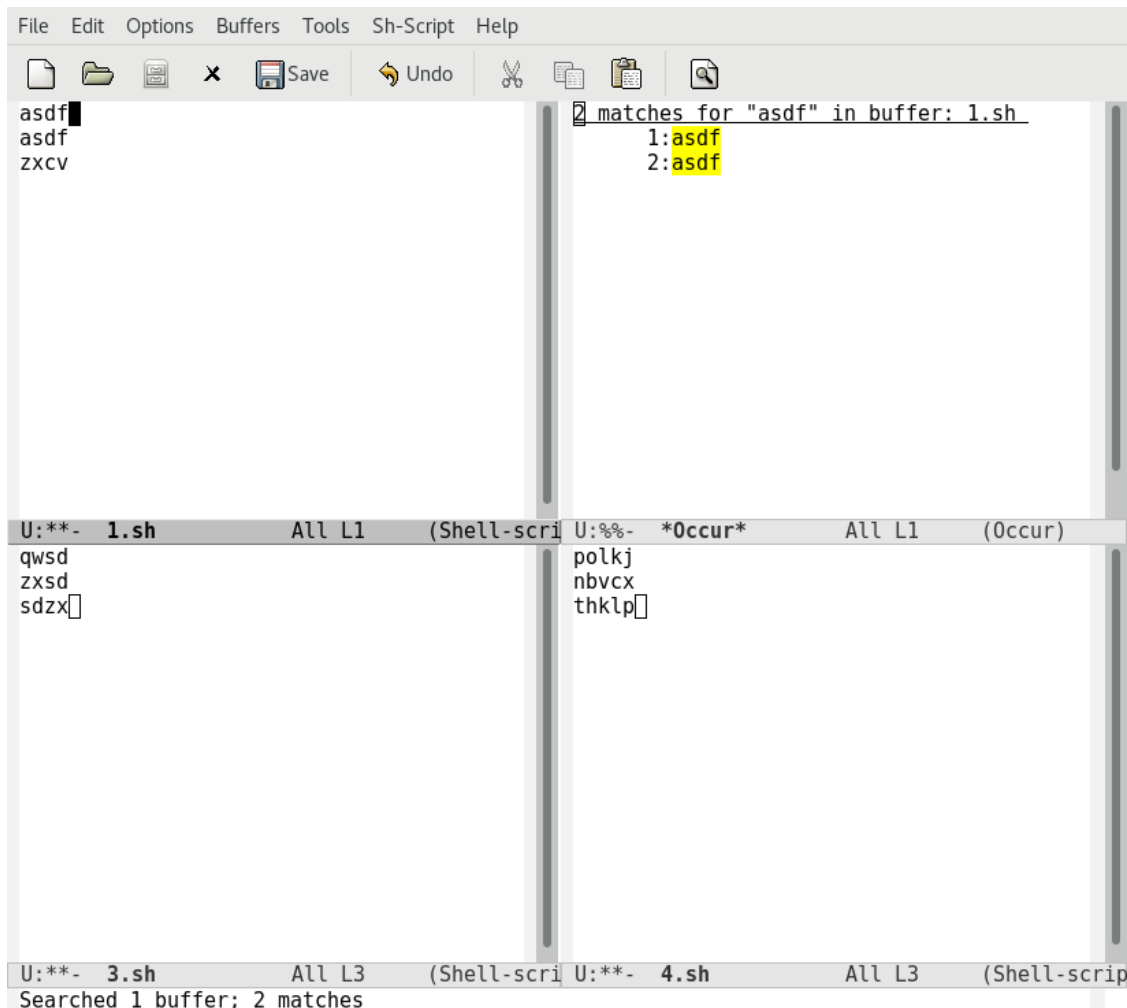 File Edit Options Buffers Tools Sh-Script Help
Save Undo
asdf
asdf
zxcv
U:**- 1.sh All L1 (Shell-scri
2 matches for "asdf" in buffer: 1.sh
1:asdf
2:asdf
U:%%- *Occur* All L1 (Occur)
qwsd
zxsd
sdzx
U:**- 3.sh All L3 (Shell-scri
polkj
nbvcx
thklp
U:**- 4.sh All L3 (Shell-scrip
Searched 1 buffer; 2 matches